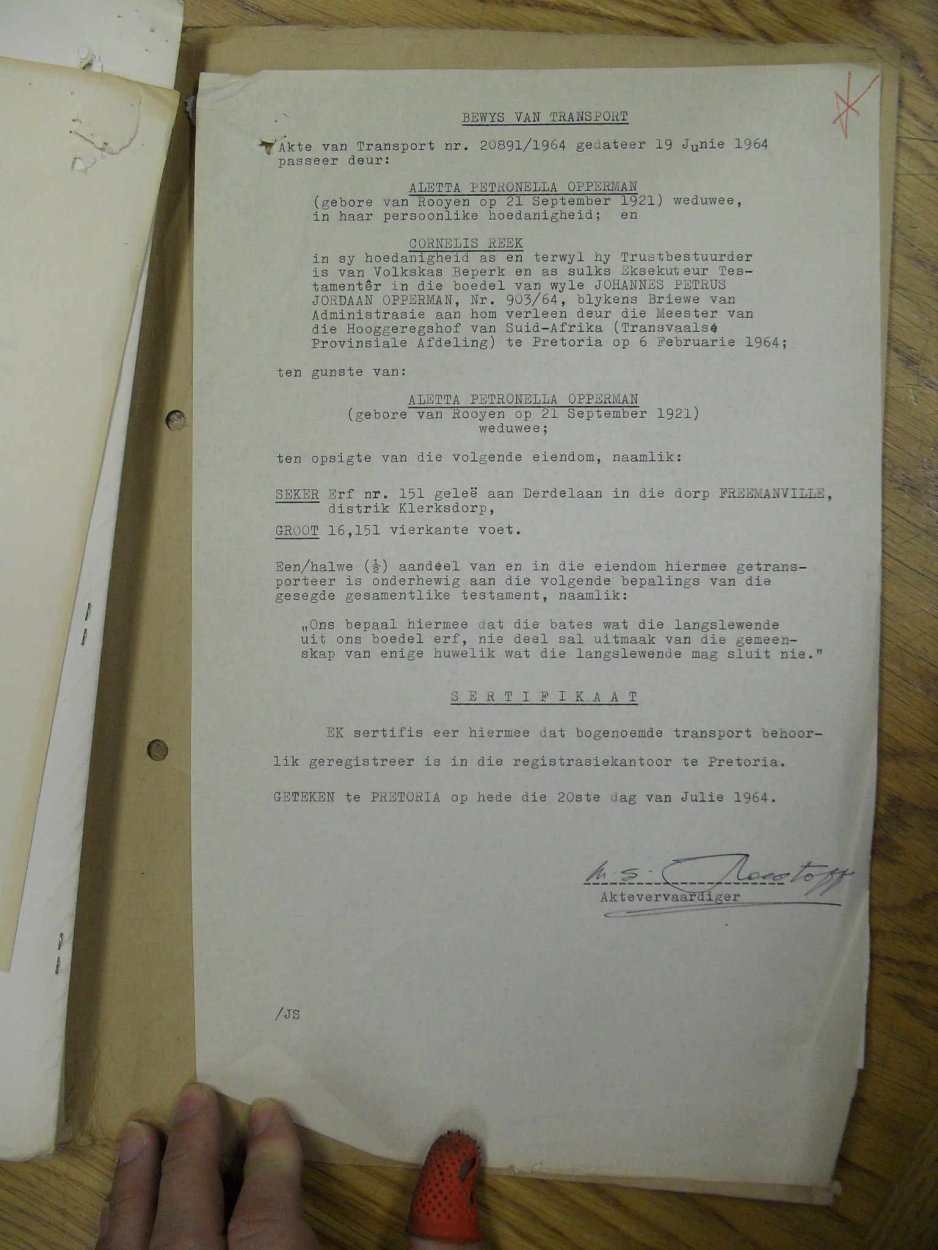 BEWYS VAN TRANSPORT
Akte van Transport nr. 20891/1964 gedateer 19 Junie 1964
passeer deur:
ALETTA PETRONELLA OPPERMAN
(gebore van Rooyen op 21 September 1921) weduwee,
in haar persoonlike hoedanigheid; en
CORNELIS REEK
in sy hoedanigheid as en terwyl hy Trustbestuurder
is van Volkskas Beperk en as sulks Eksekuteur Tes-
tamentêr in die boedel van wyle JOHANNES PETRUS
JORDAAN OPPERMAN, Nr. 903/64, blykens Briewe van
Administrasie aan hom verleen deur die Meester van
die Hooggeregshof van Suid-Afrika (Transvaalse
Provinsiale Afdeling) te Pretoria op 6 Februarie 1964;
ten gunste van:
ALETTA PETRONELLA OPPERMAN
(gebore van Rooyen op 21 September 1921)
weduwee;
ten opsigte van die volgende eiendom, naamlik:
SEKER Erf nr. 151 geleë aan Derdelaan in die dorp FREEMANVILLE,
distrik Klerksdorp,
GROOT 16,151 vierkante voet.
Een/halwe (½) aandeel van en in die eiendom hiermee getrans-
porteer is onderhewig aan die volgende bepalings van die
gesegde gesamentlike testament, naamlik:
„Ons bepaal hiermee dat die bates wat die langslewende
uit ons boedel erf, nie deel sal uitmaak van die gemeen-
skap van enige huwelik wat die langslewende mag sluit nie."
S E R T I F I K A A T
EK sertifis eer hiermee dat bogenoemde transport behoor-
lik geregistreer is in die registrasiekantoor te Pretoria.
GETEKEN te PRETORIA op hede die 20ste dag van Julie 1964.
M. S.
Aktevervaardiger
/JS